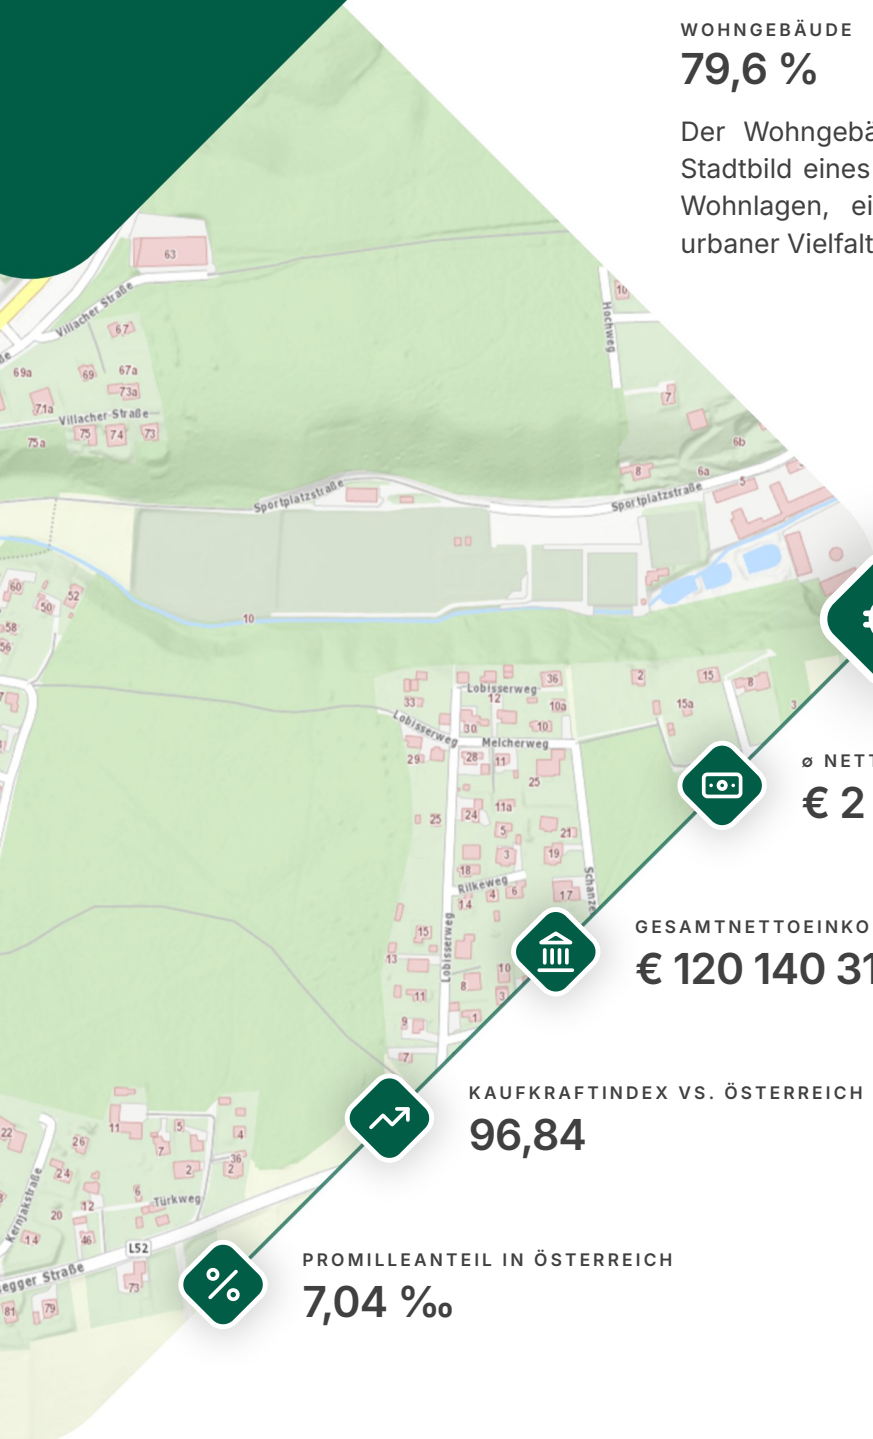 WOHNGEBÄUDE
79,6 %
Der Wohngebä
Stadtbild eines
Wohnlagen, ei
urbaner Vielfalt
63
Villacher Straße
67
69a
69
67a
73a
71a
Villacher Straße
75a
75
74
73
Hochweg
10
7
6b
8
6a
5
Sportplatzstraße
Sportplatzstraße
60
50
52
58
56
10
Lobisserweg
36
2
15
8
33
12
10a
15a
3
Lobisserweg
30
10
Melcherweg
29
28
11
25
ø NETT
€ 2
24
11a
25
5
21
3
19
18
Rilkeweg
4
6
17
14
Schanze
GESAMTNETTOEINKO
€ 120 140 31
15
13
Lobisserweg
10
8
11
3
9
1
7
KAUFKRAFTINDEX VS. ÖSTERREICH
96,84
22
26
11
5
4
7
24
2
36
2
Kernjakstraße
6
Türkweg
12
20
14
46
L52
egger Straße
73
81
79
PROMILLEANTEIL IN ÖSTERREICH
7,04 ‰